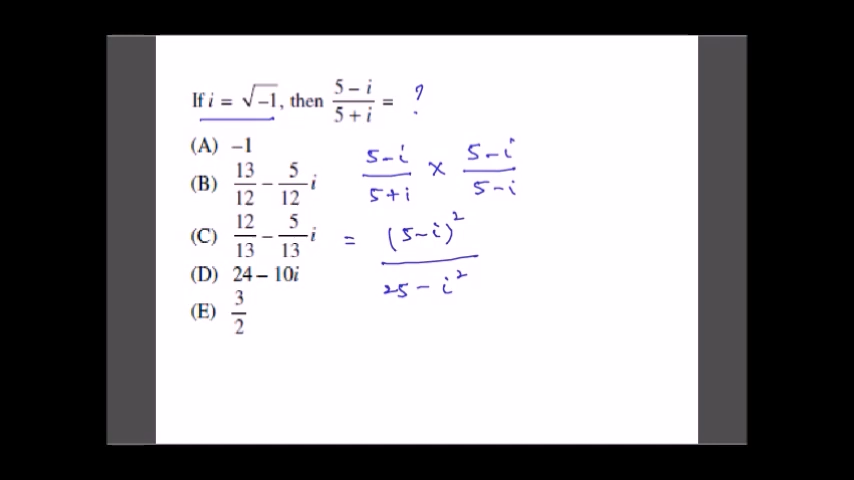 If i = √−1, then (5 − i)/(5 + i) = ?
(A) −1
(B) 13/12 − 5/12 i
(C) 12/13 − 5/13 i
(D) 24 − 10i
(E) 3/2
(5−i)/(5+i) × (5−i)/(5−i)
= (5−i)²/(25 − i²)